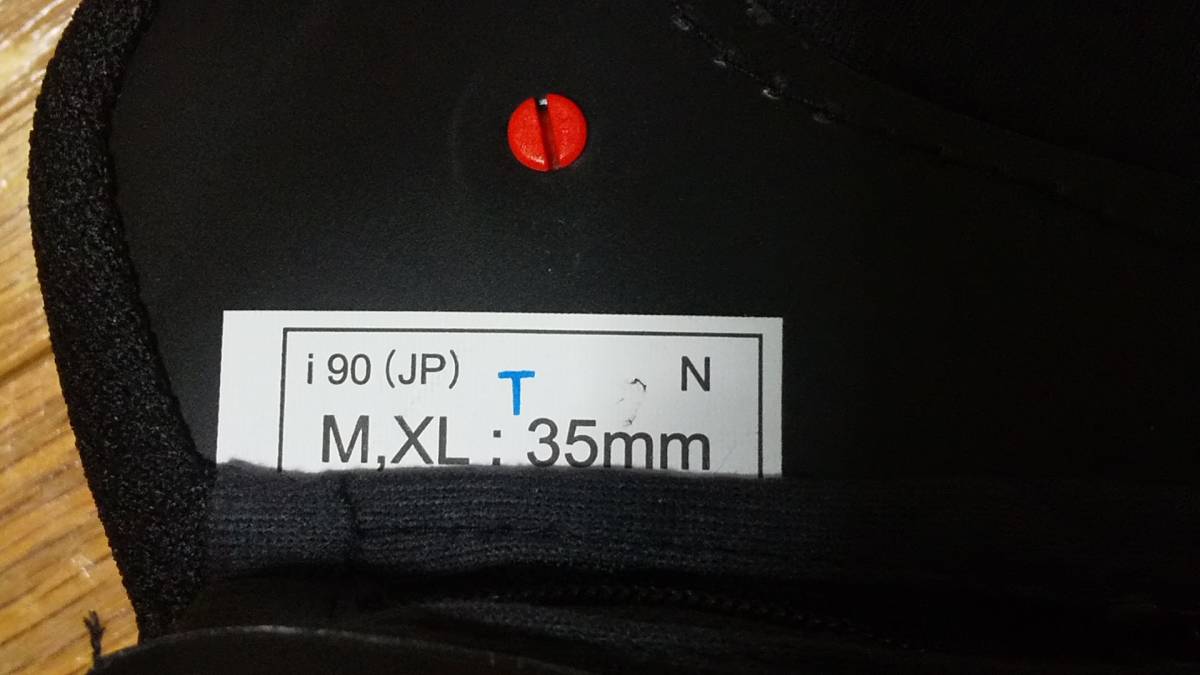 i 90 (JP) T N
M,XL : 35mm